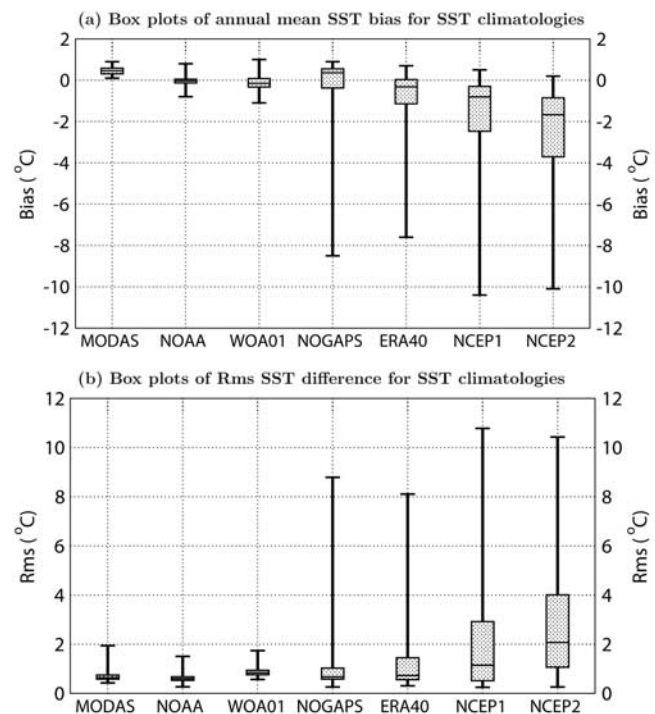 (a) Box plots of annual mean SST bias for SST climatologies
2 2
0 0
-2 -2
-4 -4
-6 -6
-8 -8
-10 -10
-12 -12
Bias ( °C)
Bias ( °C)
MODAS NOAA WOA01 NOGAPS ERA40 NCEP1 NCEP2
(b) Box plots of Rms SST difference for SST climatologies
12 12
10 10
8 8
6 6
4 4
2 2
0 0
Rms ( °C)
Rms ( °C)
MODAS NOAA WOA01 NOGAPS ERA40 NCEP1 NCEP2